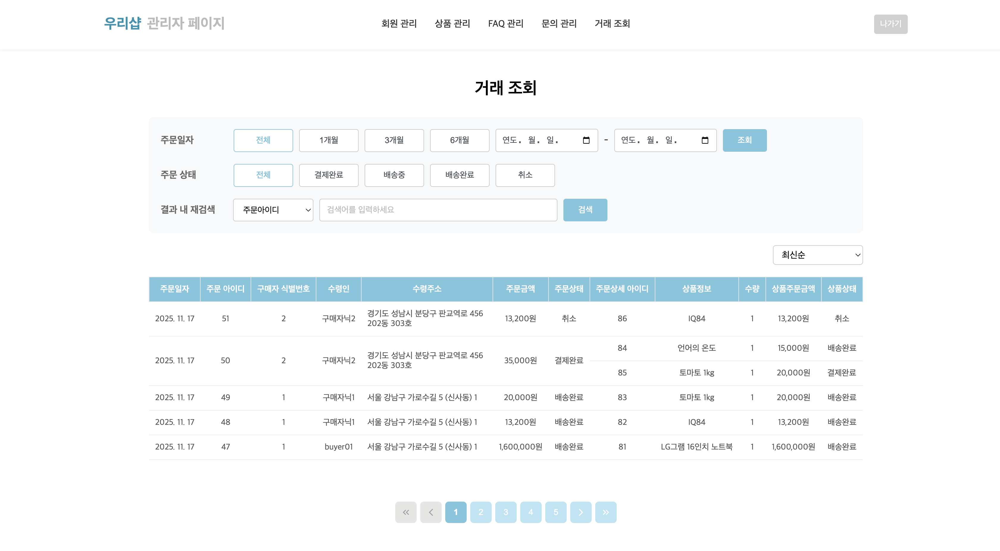 우리샵 관리자 페이지 회원 관리 상품 관리 FAQ 관리 문의 관리 거래 조회 나가기
거래 조회
주문일자 전체 1개월 3개월 6개월 연도. 월. 일. - 연도. 월. 일. 조회
주문 상태 전체 결제완료 배송중 배송완료 취소
결과 내 재검색 주문아이디 검색어를 입력하세요 검색
최신순
주문일자 주문 아이디 구매자 식별번호 수령인 수령주소 주문금액 주문상태 주문상세 아이디 상품정보 수량 상품주문금액 상품상태
2025. 11. 17 51 2 구매자닉2 경기도 성남시 분당구 판교역로 456
202동 303호 13,200원 취소 86 IQ84 1 13,200원 취소
2025. 11. 17 50 2 구매자닉2 경기도 성남시 분당구 판교역로 456
202동 303호 35,000원 결제완료 84 언어의 온도 1 15,000원 배송완료
85 토마토 1kg 1 20,000원 결제완료
2025. 11. 17 49 1 구매자닉1 서울 강남구 가로수길 5 (신사동) 1 20,000원 배송완료 83 토마토 1kg 1 20,000원 배송완료
2025. 11. 17 48 1 구매자닉1 서울 강남구 가로수길 5 (신사동) 1 13,200원 배송완료 82 IQ84 1 13,200원 배송완료
2025. 11. 17 47 1 buyer01 서울 강남구 가로수길 5 (신사동) 1 1,600,000원 배송완료 81 LG그램 16인치 노트북 1 1,600,000원 배송완료
« < 1 2 3 4 5 > »